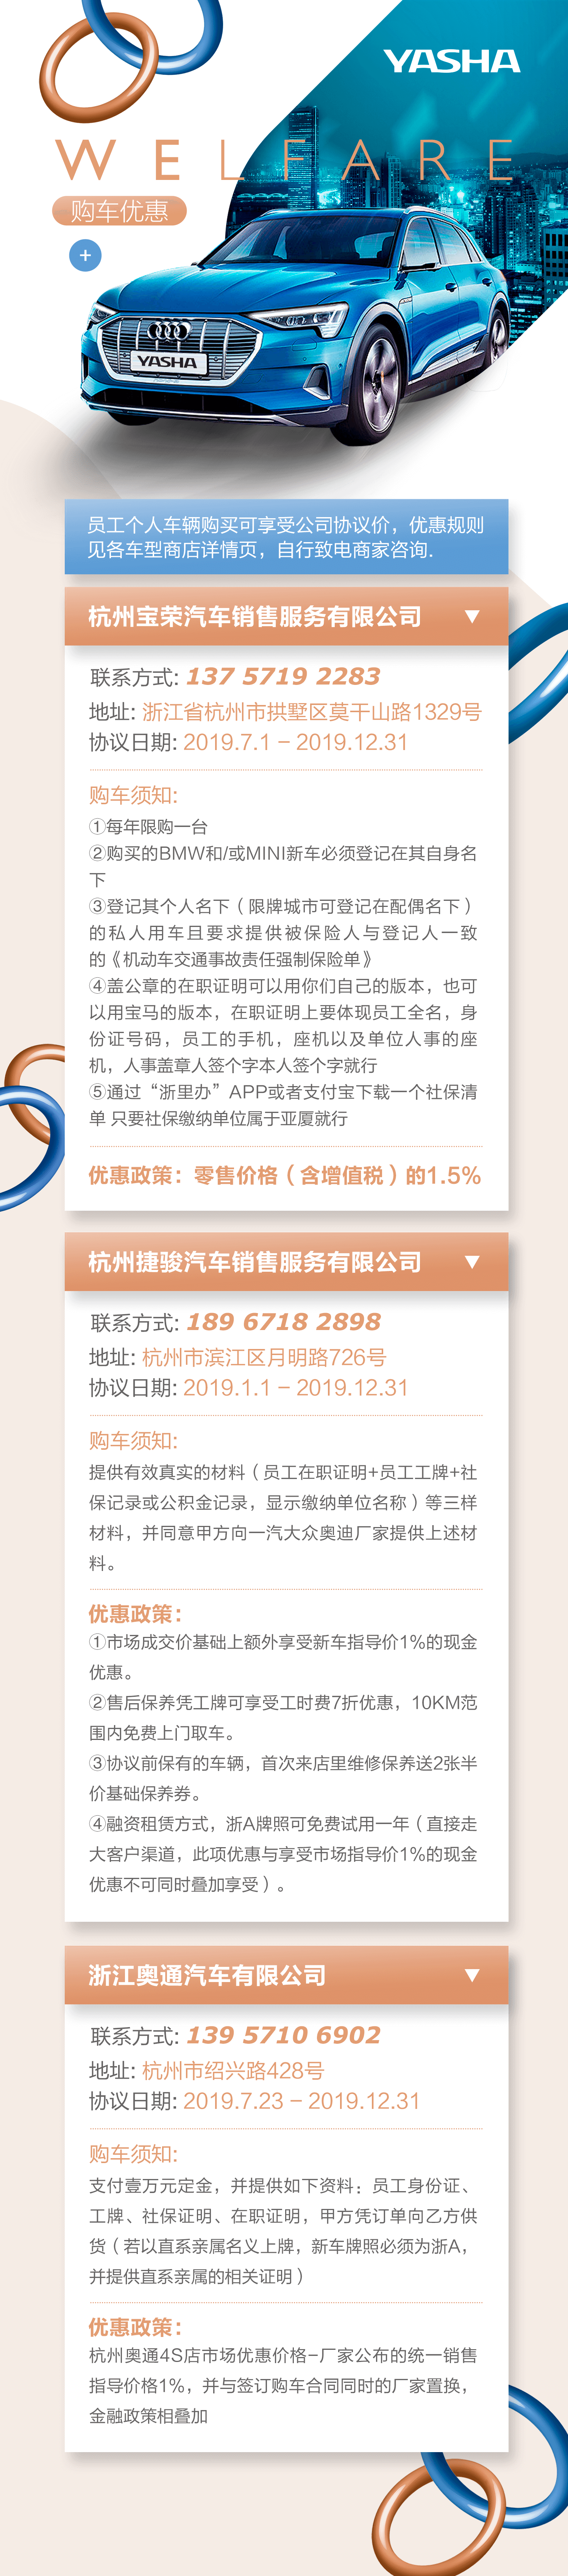 YASHA
WELFARE
购车优惠
+
YASHA
员工个人车辆购买可享受公司协议价，优惠规则
见各车型商店详情页，自行致电商家咨询.
杭州宝荣汽车销售服务有限公司
联系方式: 137 5719 2283
地址: 浙江省杭州市拱墅区莫干山路1329号
协议日期: 2019.7.1 – 2019.12.31
购车须知:
①每年限购一台
②购买的BMW和/或MINI新车必须登记在其自身名
下
③登记其个人名下（限牌城市可登记在配偶名下）
的私人用车且要求提供被保险人与登记人一致
的《机动车交通事故责任强制保险单》
④盖公章的在职证明可以用你们自己的版本，也可
以用宝马的版本，在职证明上要体现员工全名，身
份证号码，员工的手机，座机以及单位人事的座
机，人事盖章人签个字本人签个字就行
⑤通过“浙里办”APP或者支付宝下载一个社保清
单 只要社保缴纳单位属于亚厦就行
优惠政策：零售价格（含增值税）的1.5%
杭州捷骏汽车销售服务有限公司
联系方式: 189 6718 2898
地址: 杭州市滨江区月明路726号
协议日期: 2019.1.1 – 2019.12.31
购车须知:
提供有效真实的材料（员工在职证明+员工工牌+社
保记录或公积金记录，显示缴纳单位名称）等三样
材料，并同意甲方向一汽大众奥迪厂家提供上述材
料。
优惠政策：
①市场成交价基础上额外享受新车指导价1%的现金
优惠。
②售后保养凭工牌可享受工时费7折优惠，10KM范
围内免费上门取车。
③协议前保有的车辆，首次来店里维修保养送2张半
价基础保养券。
④融资租赁方式，浙A牌照可免费试用一年（直接走
大客户渠道，此项优惠与享受市场指导价1%的现金
优惠不可同时叠加享受）。
浙江奥通汽车有限公司
联系方式: 139 5710 6902
地址: 杭州市绍兴路428号
协议日期: 2019.7.23 – 2019.12.31
购车须知:
支付壹万元定金，并提供如下资料：员工身份证、
工牌、社保证明、在职证明，甲方凭订单向乙方供
货（若以直系亲属名义上牌，新车牌照必须为浙A，
并提供直系亲属的相关证明）
优惠政策：
杭州奥通4S店市场优惠价格–厂家公布的统一销售
指导价格1%，并与签订购车合同同时的厂家置换，
金融政策相叠加